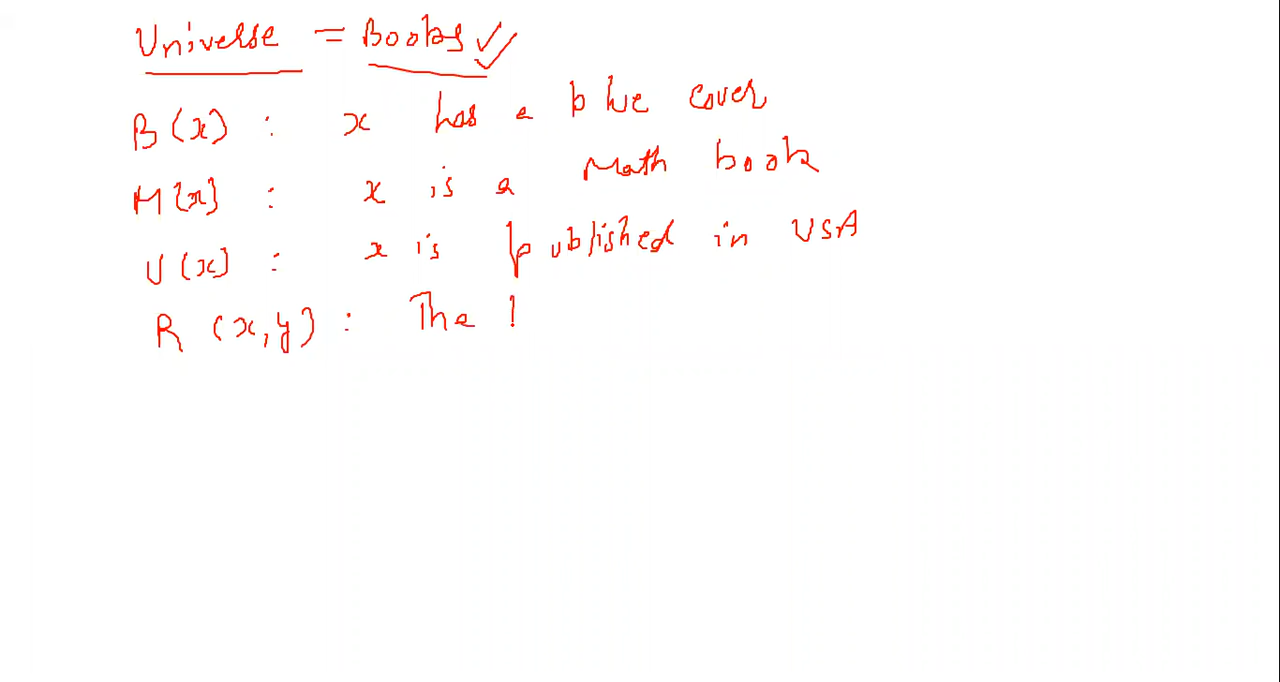 Universe = Books
B(x) : x has a blue cover
M(x) : x is a Math book
U(x) : x is published in USA
R (x,y) : The